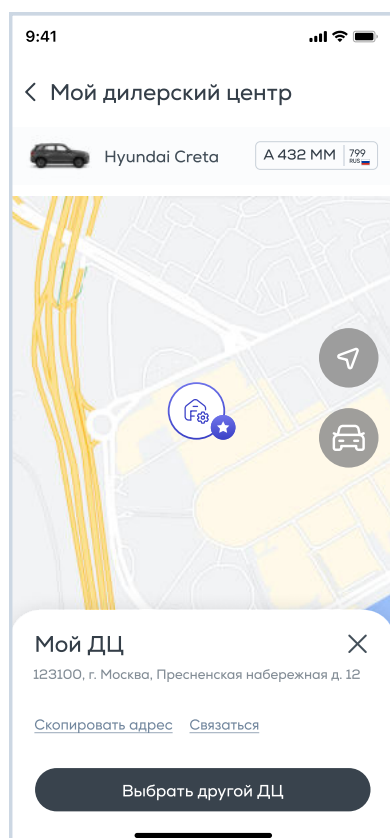 9:41
Мой дилерский центр
Hyundai Creta
А 432 ММ 799
RUS
Мой ДЦ
123100, г. Москва, Пресненская набережная д. 12
Скопировать адрес Связаться
Выбрать другой ДЦ